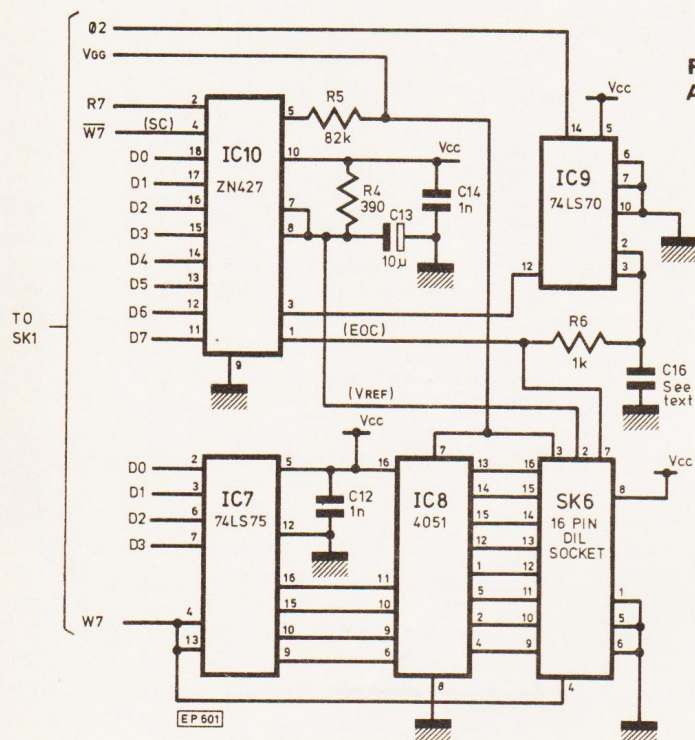 Ø2
VGG
R7
W7
(SC)
D0
D1
D2
D3
D4
D5
D6
D7
TO
SK1
2
4
18
17
16
15
14
13
12
11
IC10
ZN427
5
10
7
8
3
1
9
R5
82k
Vcc
R4
390
C14
1n
C13
10µ
(EOC)
(VREF)
Vcc
14
5
IC9
74LS70
6
7
10
2
3
12
R6
1k
C16
See
text
D0
D1
D2
D3
W7
2
3
6
7
4
13
IC7
74LS75
5
12
16
15
10
9
Vcc
C12
1n
16
7
IC8
4051
11
10
9
6
8
13
14
15
12
1
5
2
4
16
15
14
13
12
11
10
9
3
2
7
SK6
16 PIN
DIL
SOCKET
8
1
5
6
4
Vcc
EP601